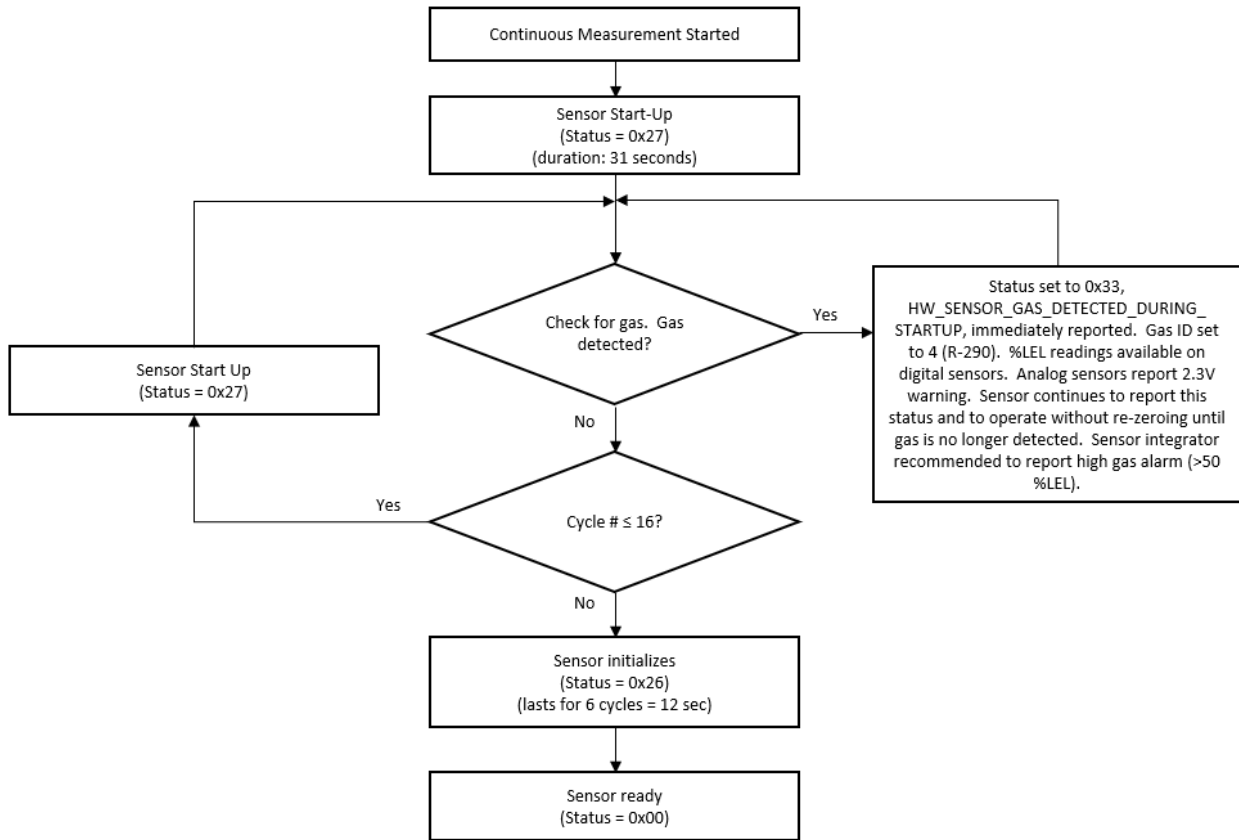 Continuous Measurement Started
Sensor Start-Up
(Status = 0x27)
(duration: 31 seconds)
Check for gas.  Gas
detected?
Yes
Status set to 0x33,
HW_SENSOR_GAS_DETECTED_DURING_
STARTUP, immediately reported.  Gas ID set
to 4 (R-290).  %LEL readings available on
digital sensors.  Analog sensors report 2.3V
warning.  Sensor continues to report this
status and to operate without re-zeroing until
gas is no longer detected.  Sensor integrator
recommended to report high gas alarm (>50
%LEL).
Sensor Start Up
(Status = 0x27)
No
Yes
Cycle # ≤ 16?
No
Sensor initializes
(Status = 0x26)
(lasts for 6 cycles = 12 sec)
Sensor ready
(Status = 0x00)